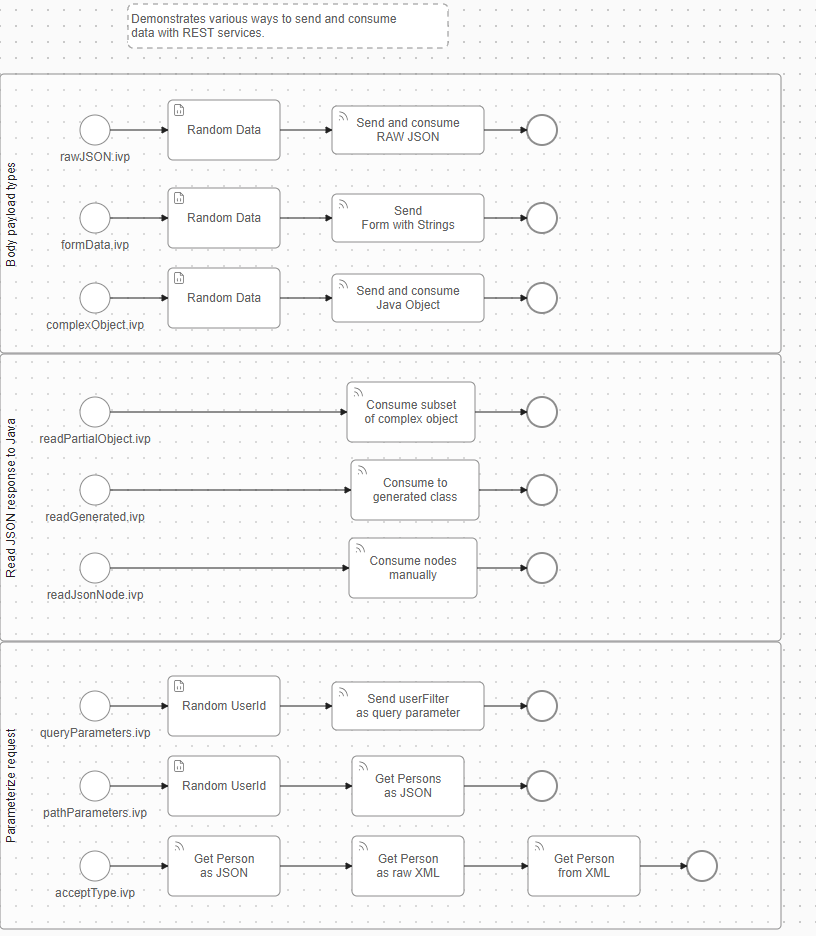 Demonstrates various ways to send and consume
data with REST services.
Body payload types
rawJSON.ivp
Random Data
Send and consume
RAW JSON
formData.ivp
Random Data
Send
Form with Strings
complexObject.ivp
Random Data
Send and consume
Java Object
Read JSON response to Java
readPartialObject.ivp
Consume subset
of complex object
readGenerated.ivp
Consume to
generated class
readJsonNode.ivp
Consume nodes
manually
Parameterize request
queryParameters.ivp
Random UserId
Send userFilter
as query parameter
pathParameters.ivp
Random UserId
Get Persons
as JSON
acceptType.ivp
Get Person
as JSON
Get Person
as raw XML
Get Person
from XML